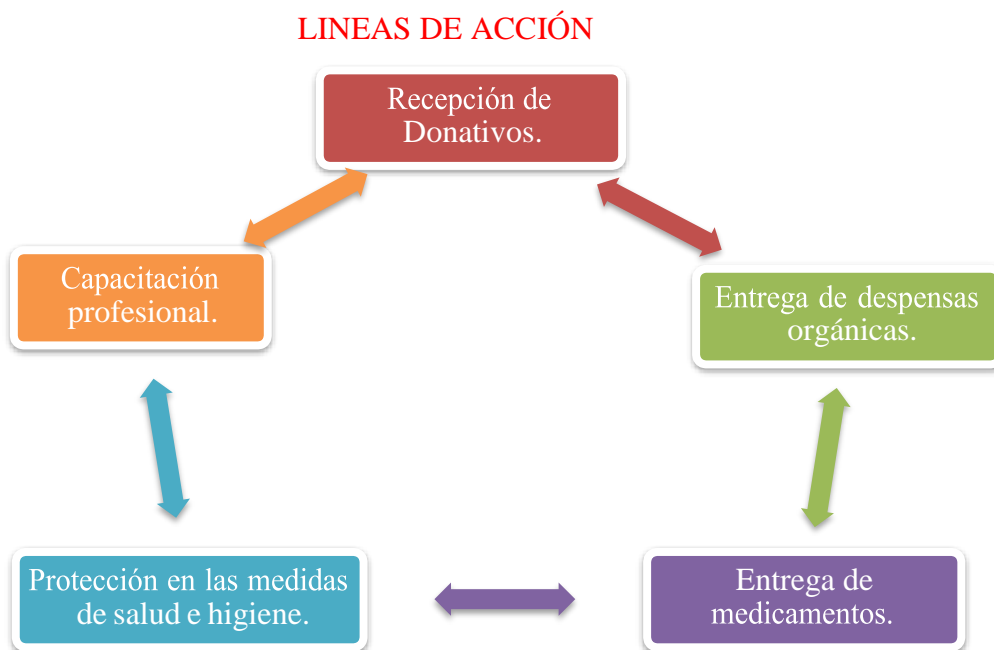 LINEAS DE ACCIÓN
Recepción de
Donativos.
Capacitación
profesional.
Entrega de despensas
orgánicas.
Protección en las medidas
de salud e higiene.
Entrega de
medicamentos.